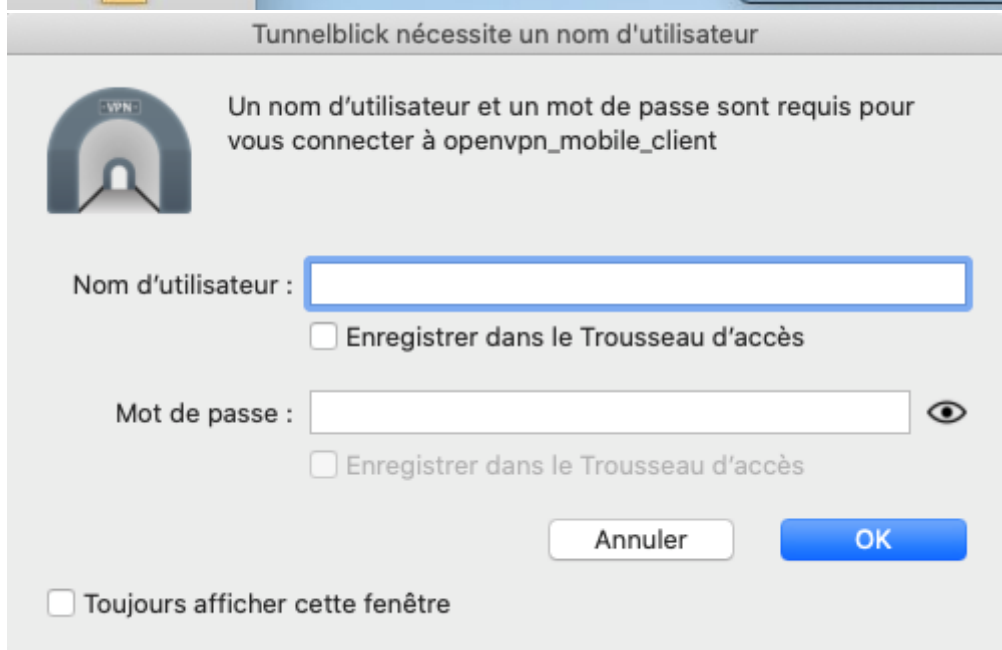 Tunnelblick nécessite un nom d'utilisateur
VPN
Un nom d’utilisateur et un mot de passe sont requis pour
vous connecter à openvpn_mobile_client
Nom d’utilisateur :
Enregistrer dans le Trousseau d’accès
Mot de passe :
Enregistrer dans le Trousseau d’accès
Annuler
OK
Toujours afficher cette fenêtre